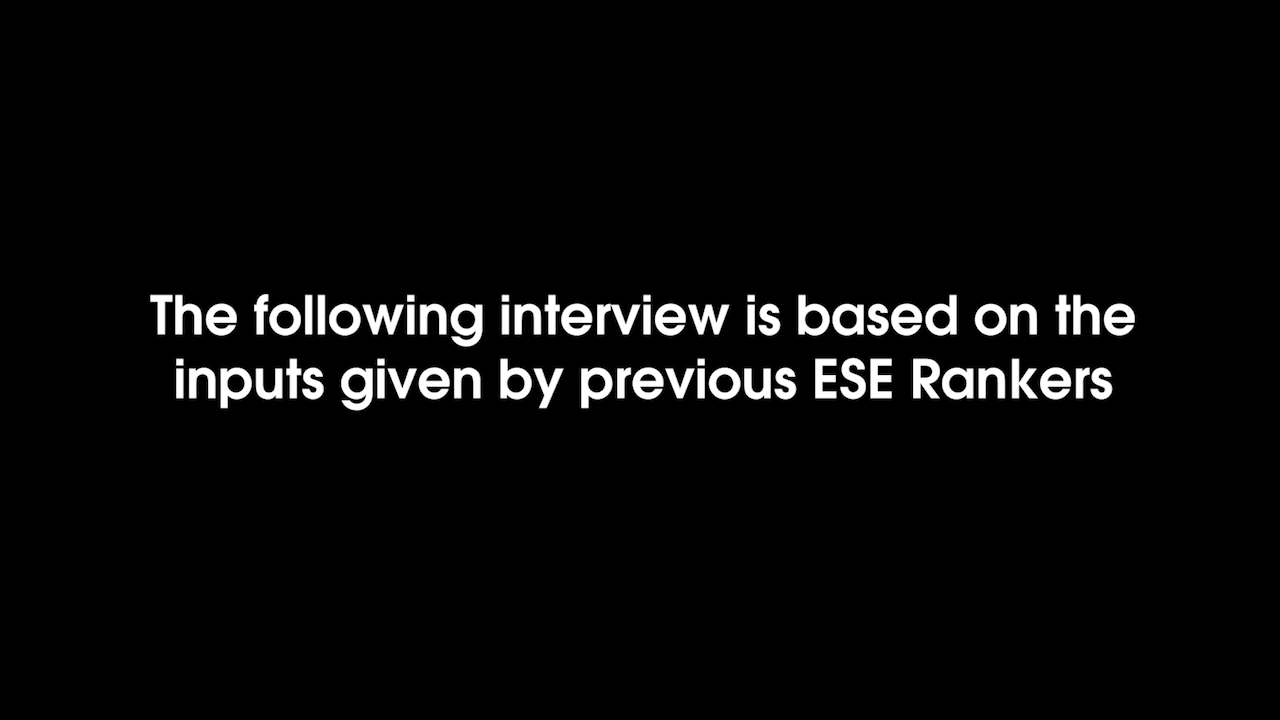 The following interview is based on the
inputs given by previous ESE Rankers